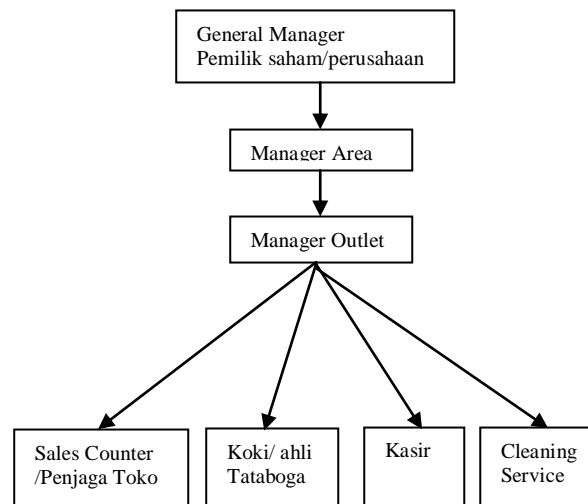 General Manager
Pemilik saham/perusahaan
Manager Area
Manager Outlet
Sales Counter
/Penjaga Toko
Koki/ ahli
Tataboga
Kasir
Cleaning
Service